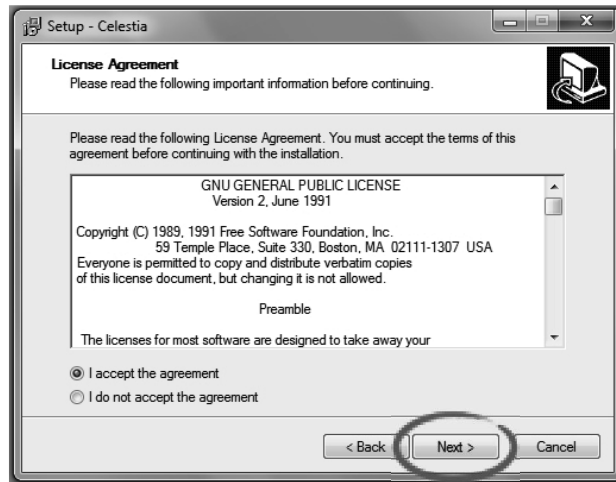 Setup - Celestia
License Agreement
Please read the following important information before continuing.
Please read the following License Agreement. You must accept the terms of this
agreement before continuing with the installation.
GNU GENERAL PUBLIC LICENSE
Version 2, June 1991
Copyright (C) 1989, 1991 Free Software Foundation, Inc.
59 Temple Place, Suite 330, Boston, MA  02111-1307  USA
Everyone is permitted to copy and distribute verbatim copies
of this license document, but changing it is not allowed.
Preamble
The licenses for most software are designed to take away your
I accept the agreement
I do not accept the agreement
< Back Next > Cancel